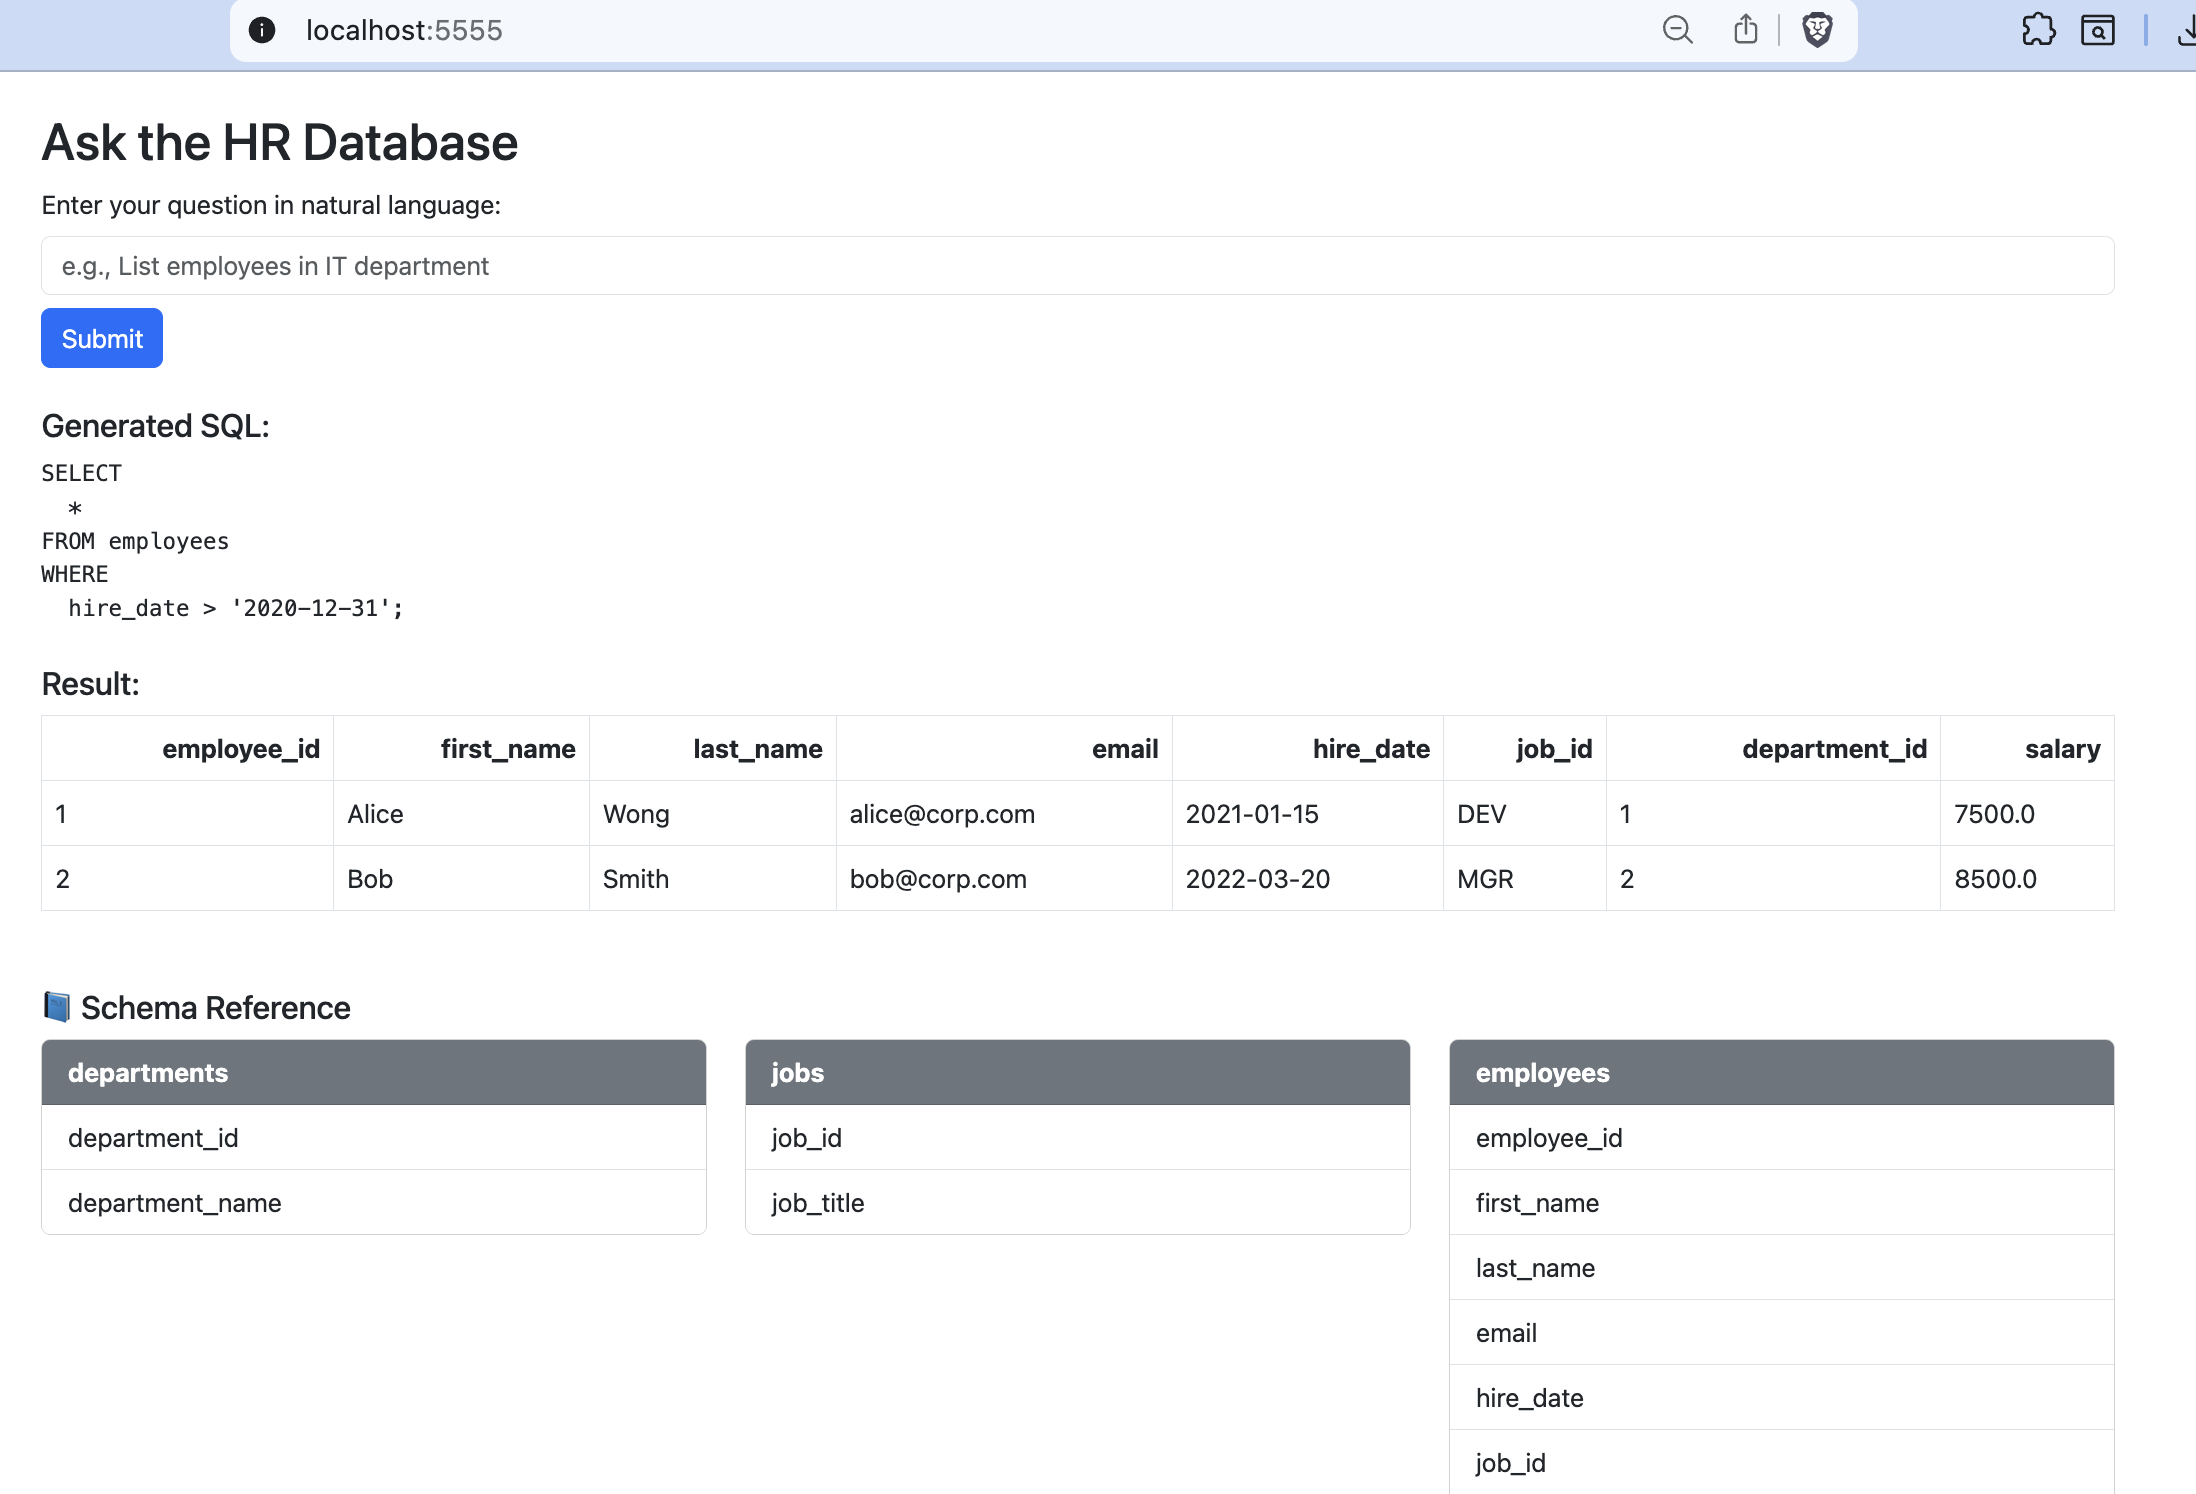 localhost:5555
Ask the HR Database
Enter your question in natural language:
e.g., List employees in IT department
Submit
Generated SQL:
SELECT
  *
FROM employees
WHERE
  hire_date > '2020-12-31';
Result:
employee_id first_name last_name email hire_date job_id department_id salary
1 Alice Wong alice@corp.com 2021-01-15 DEV 1 7500.0
2 Bob Smith bob@corp.com 2022-03-20 MGR 2 8500.0
📘 Schema Reference
departments
department_id
department_name
jobs
job_id
job_title
employees
employee_id
first_name
last_name
email
hire_date
job_id